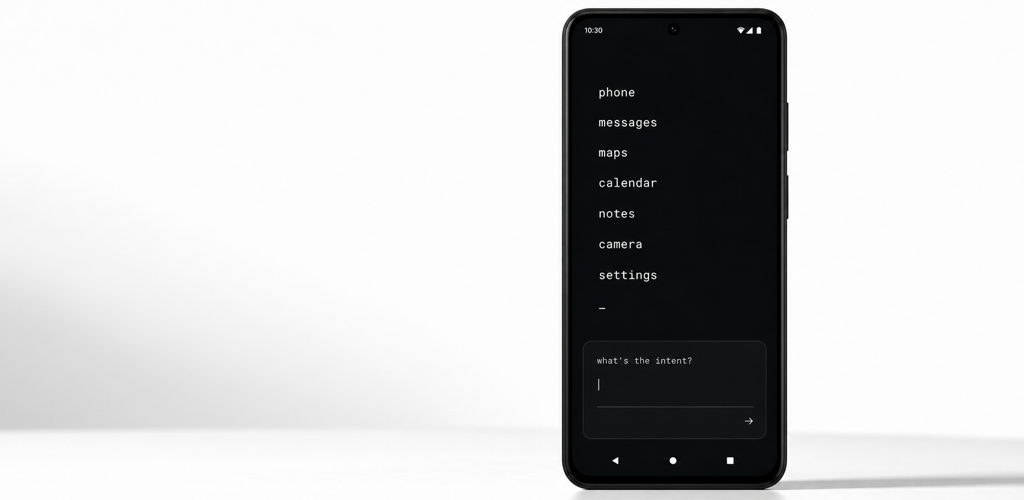 10:30
phone
messages
maps
calendar
notes
camera
settings
_
what's the intent?